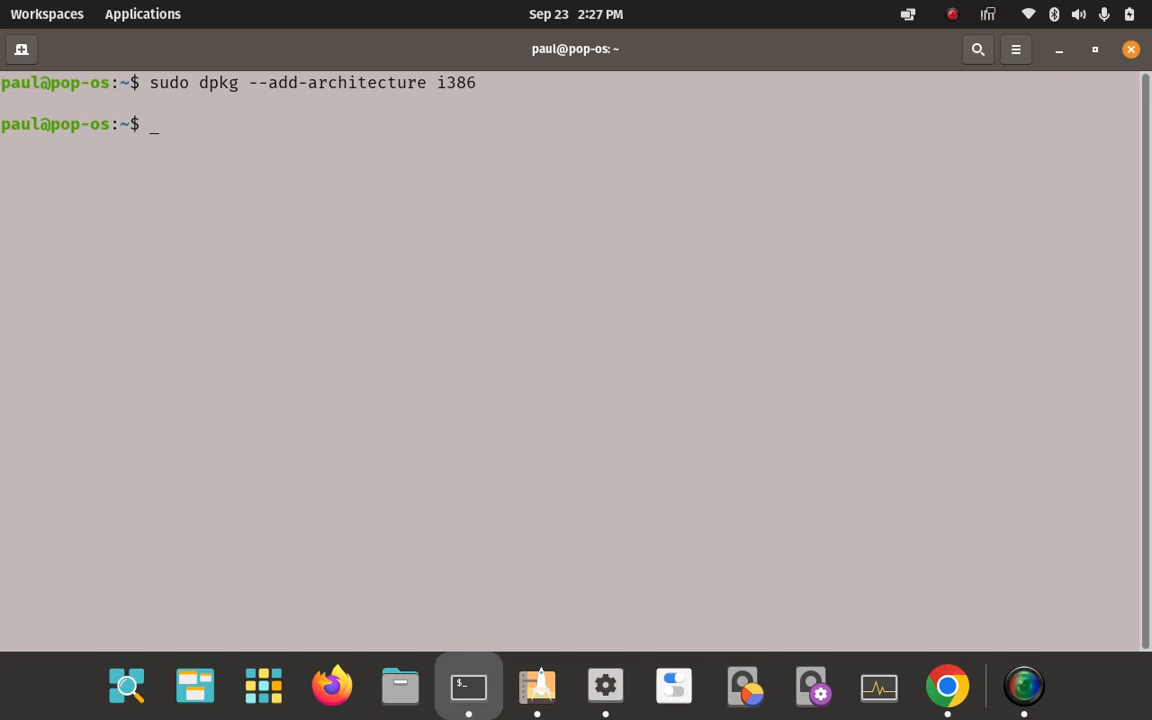 Workspaces Applications Sep 23 2:27 PM
paul@pop-os: ~
paul@pop-os:~$ sudo dpkg --add-architecture i386
paul@pop-os:~$ _